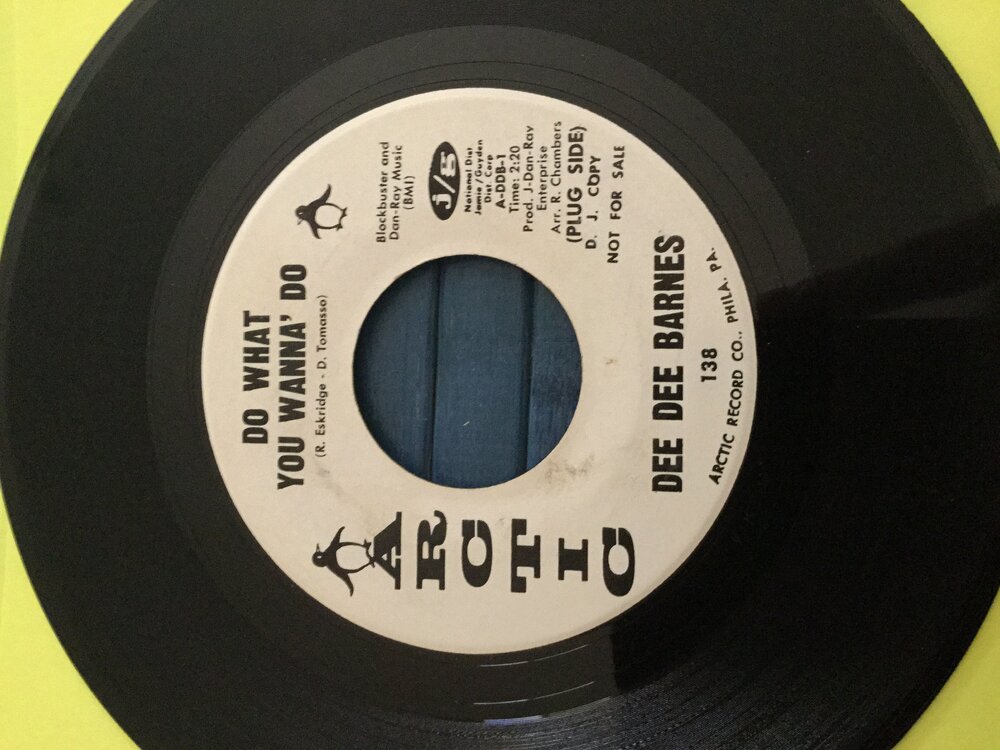 DO WHAT
YOU WANNA' DO
(R. Eskridge - D. Tomasso)
ARCTIC
Blockbuster and
Dan-Ray Music
(BMI)
j/g
National Dist
Jamie/Guyden
Dist. Corp
A-DDB-1
Time: 2:20
Prod. J-Dan-Ray
Enterprise
Arr. R. Chambers
(PLUG SIDE)
D. J. COPY
NOT FOR SALE
DEE DEE BARNES
138
ARCTIC RECORD CO., PHILA. PA.